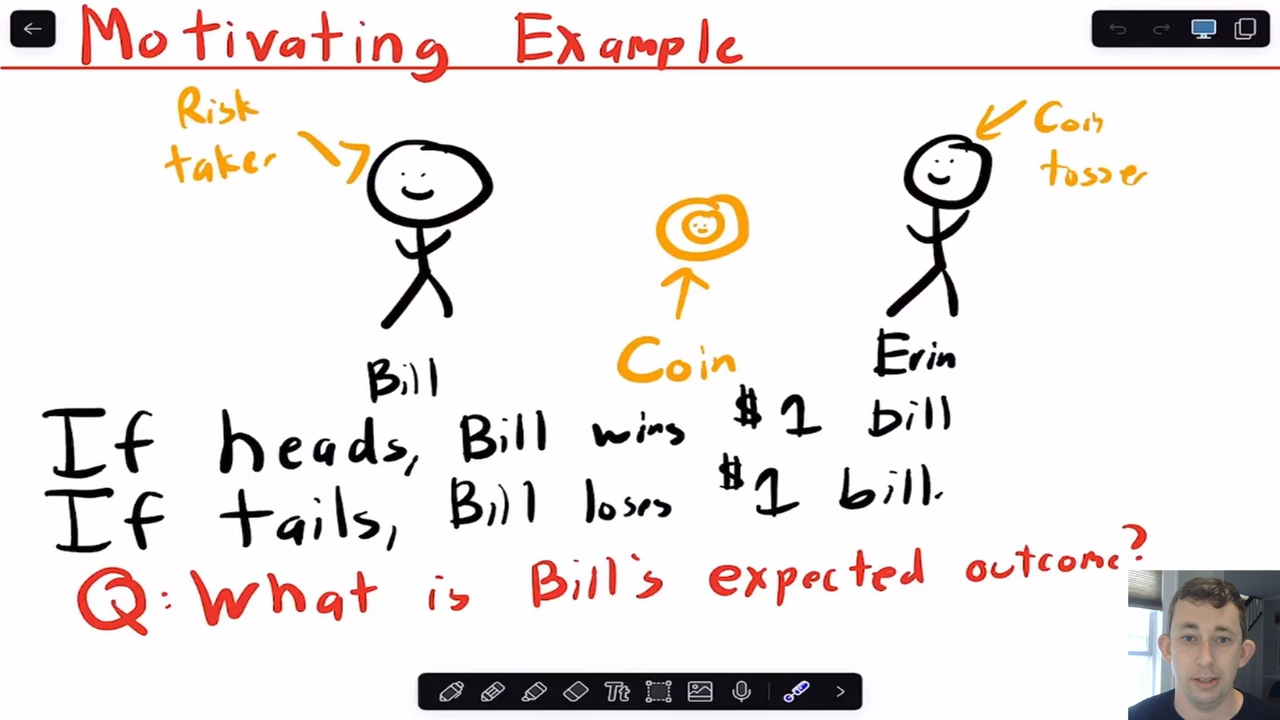 Motivating Example
Risk
taker
Coin
tosser
Coin
Bill
Erin
If heads, Bill wins $1 bill
If tails, Bill loses $1 bill.
Q: What is Bill's expected outcome?
Tt